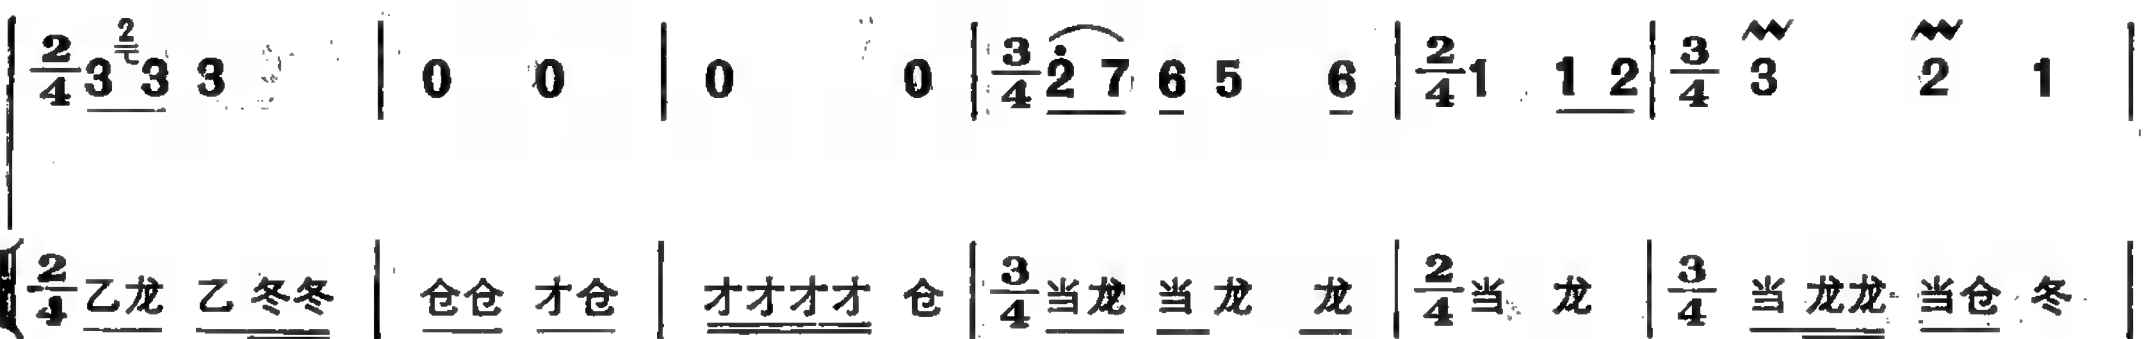 2/4 3 2 3 3 | 0 0 | 0 0 | 3/4 2̇ 7 6 5 6 | 2/4 1 1 2 | 3/4 3 2 1 |
2/4 乙龙 乙 冬冬 | 仓仓 才仓 | 才才才才 仓 | 3/4 当龙 当 龙 龙 | 2/4 当 龙 | 3/4 当 龙龙 当仓 冬 |